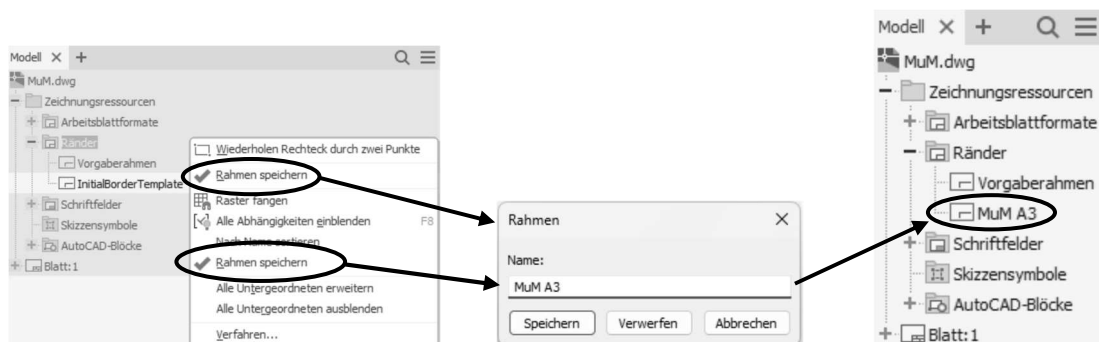 Modell × +
MuM.dwg
Zeichnungsressourcen
Arbeitsblattformate
Ränder
Vorgaberahmen
InitialBorderTemplate
Schriftfelder
Skizzensymbole
AutoCAD-Blöcke
Blatt:1
Wiederholen Rechteck durch zwei Punkte
Rahmen speichern
Raster fangen
Alle Abhängigkeiten einblenden F8
Nach Name sortieren
Rahmen speichern
Alle Untergeordneten erweitern
Alle Untergeordneten ausblenden
Verfahren...
Rahmen
Name:
MuM A3
Speichern Verwerfen Abbrechen
Modell × +
MuM.dwg
Zeichnungsressourcen
Arbeitsblattformate
Ränder
Vorgaberahmen
MuM A3
Schriftfelder
Skizzensymbole
AutoCAD-Blöcke
Blatt:1